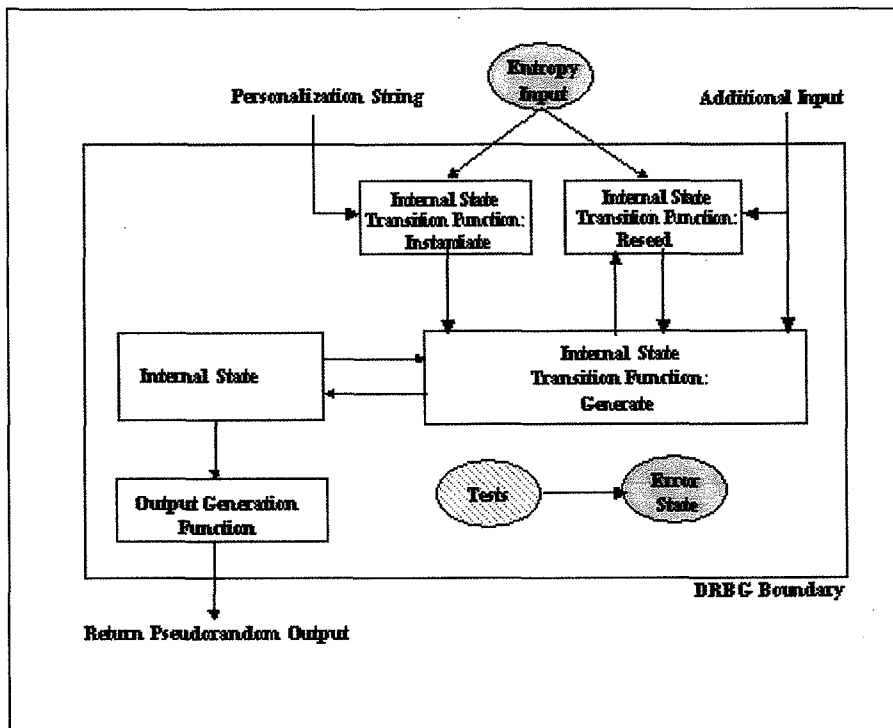 Entropy
Input
Personalization String
Additional Input
Internal State
Transition Function:
Instantiate
Internal State
Transition Function:
Reseed
Internal State
Internal State
Transition Function:
Generate
Output Generation
Function
Tests
Error
State
DRBG Boundary
Return Pseudorandom Output